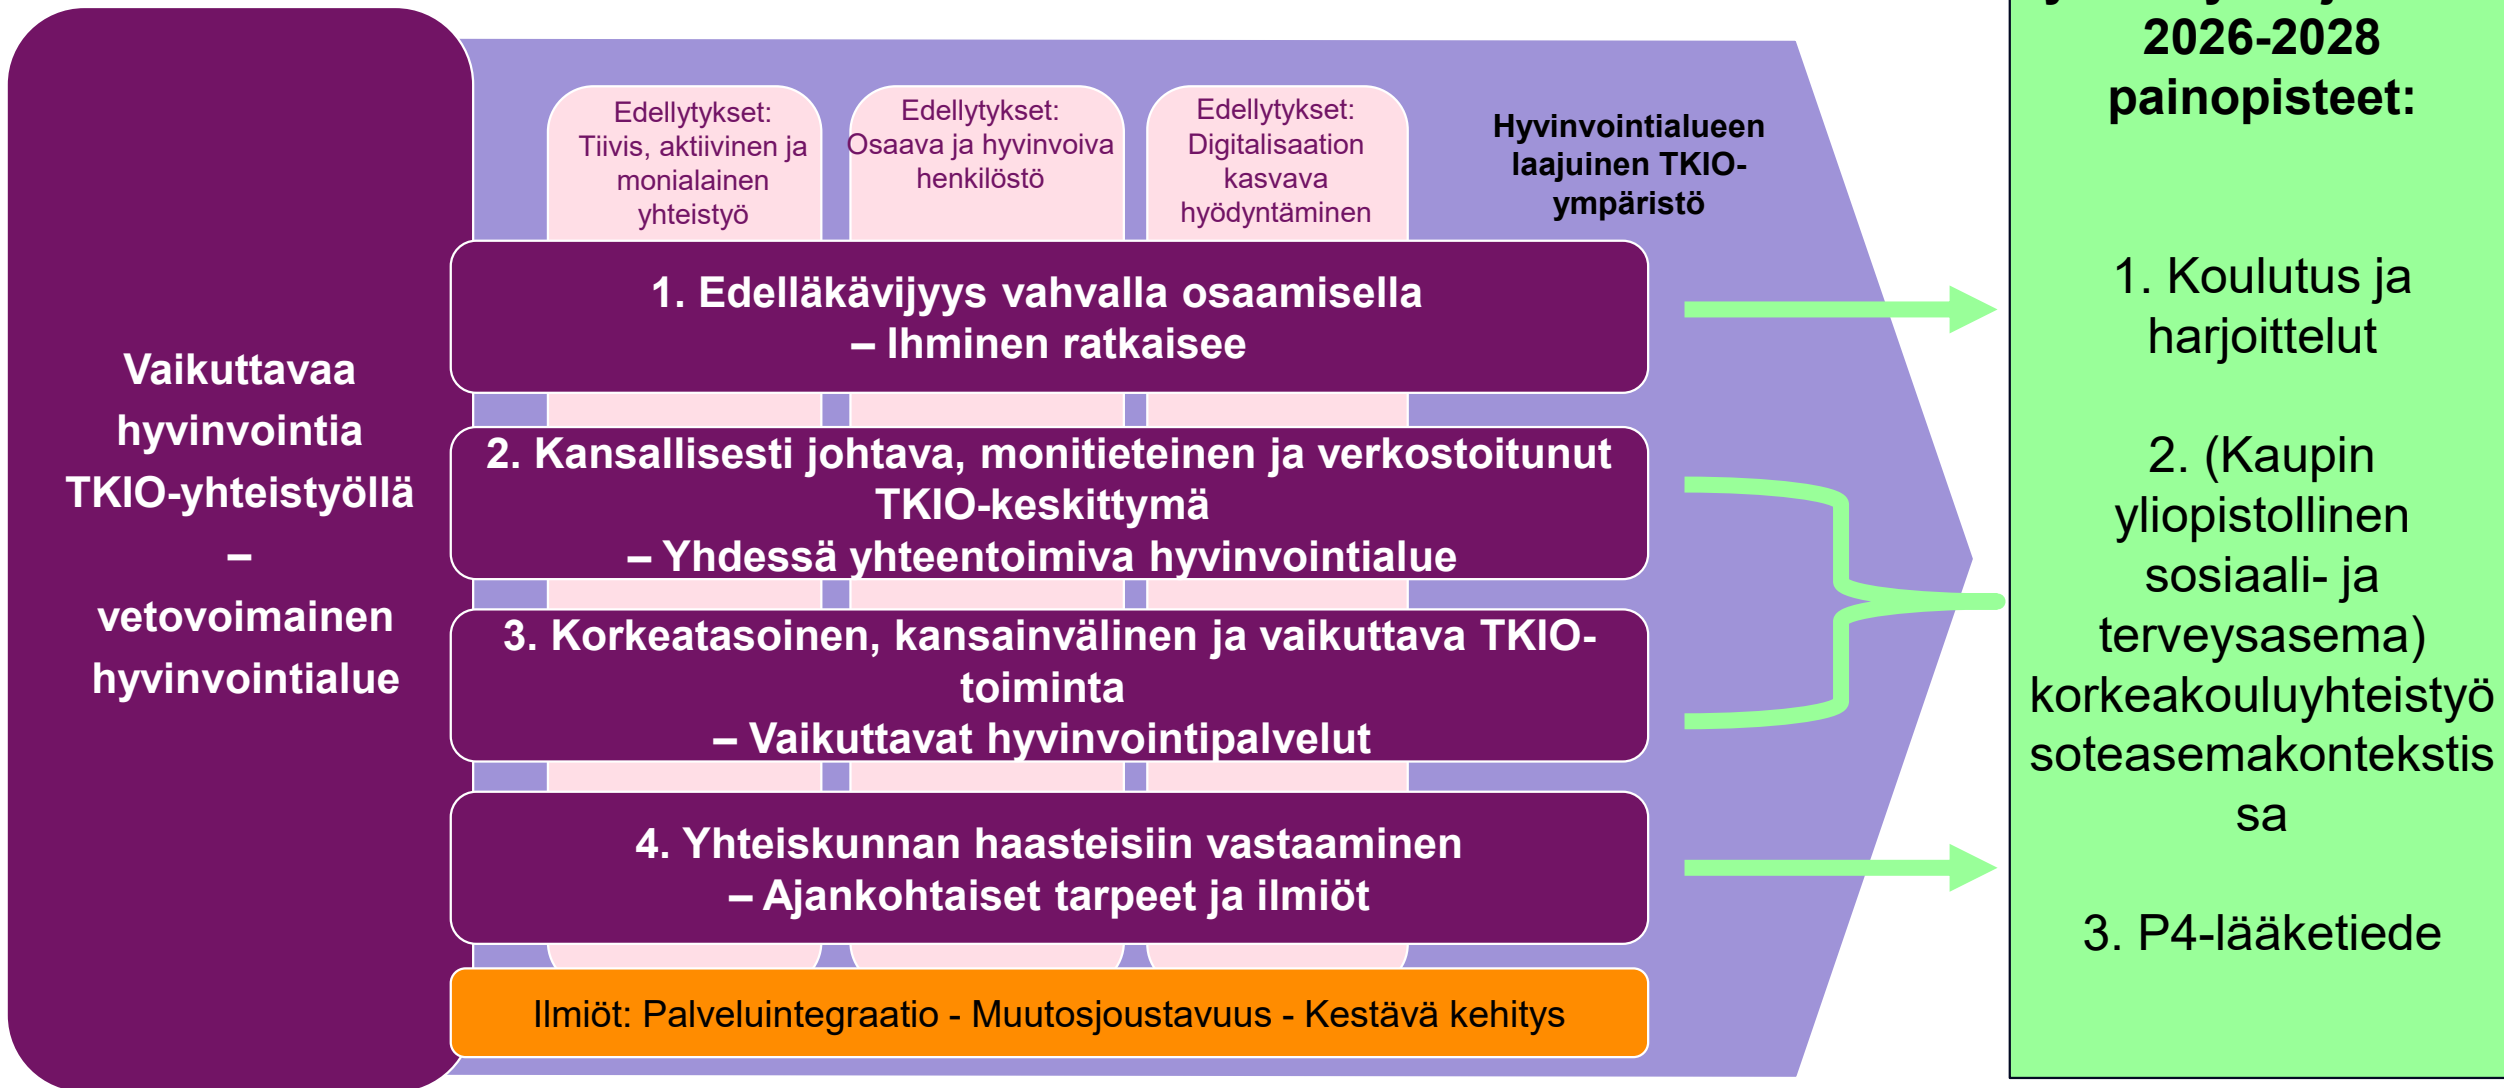 Vaikuttavaa
hyvinvointia
TKIO-yhteistyöllä
–
vetovoimainen
hyvinvointialue
Edellytykset:
Tiivis, aktiivinen ja
monialainen
yhteistyö
Edellytykset:
Osaava ja hyvinvoiva
henkilöstö
Edellytykset:
Digitalisaation
kasvava
hyödyntäminen
Hyvinvointialueen
laajuinen TKIO-
ympäristö
1. Edelläkävijyys vahvalla osaamisella
– Ihminen ratkaisee
2. Kansallisesti johtava, monitieteinen ja verkostoitunut
TKIO-keskittymä
– Yhdessä yhteentoimiva hyvinvointialue
3. Korkeatasoinen, kansainvälinen ja vaikuttava TKIO-
toiminta
– Vaikuttavat hyvinvointipalvelut
4. Yhteiskunnan haasteisiin vastaaminen
– Ajankohtaiset tarpeet ja ilmiöt
Ilmiöt: Palveluintegraatio - Muutosjoustavuus - Kestävä kehitys
2026-2028
painopisteet:
1. Koulutus ja
harjoittelut
2. (Kaupin
yliopistollinen
sosiaali- ja
terveysasema)
korkeakouluyhteistyö
soteasemakontekstis
sa
3. P4-lääketiede